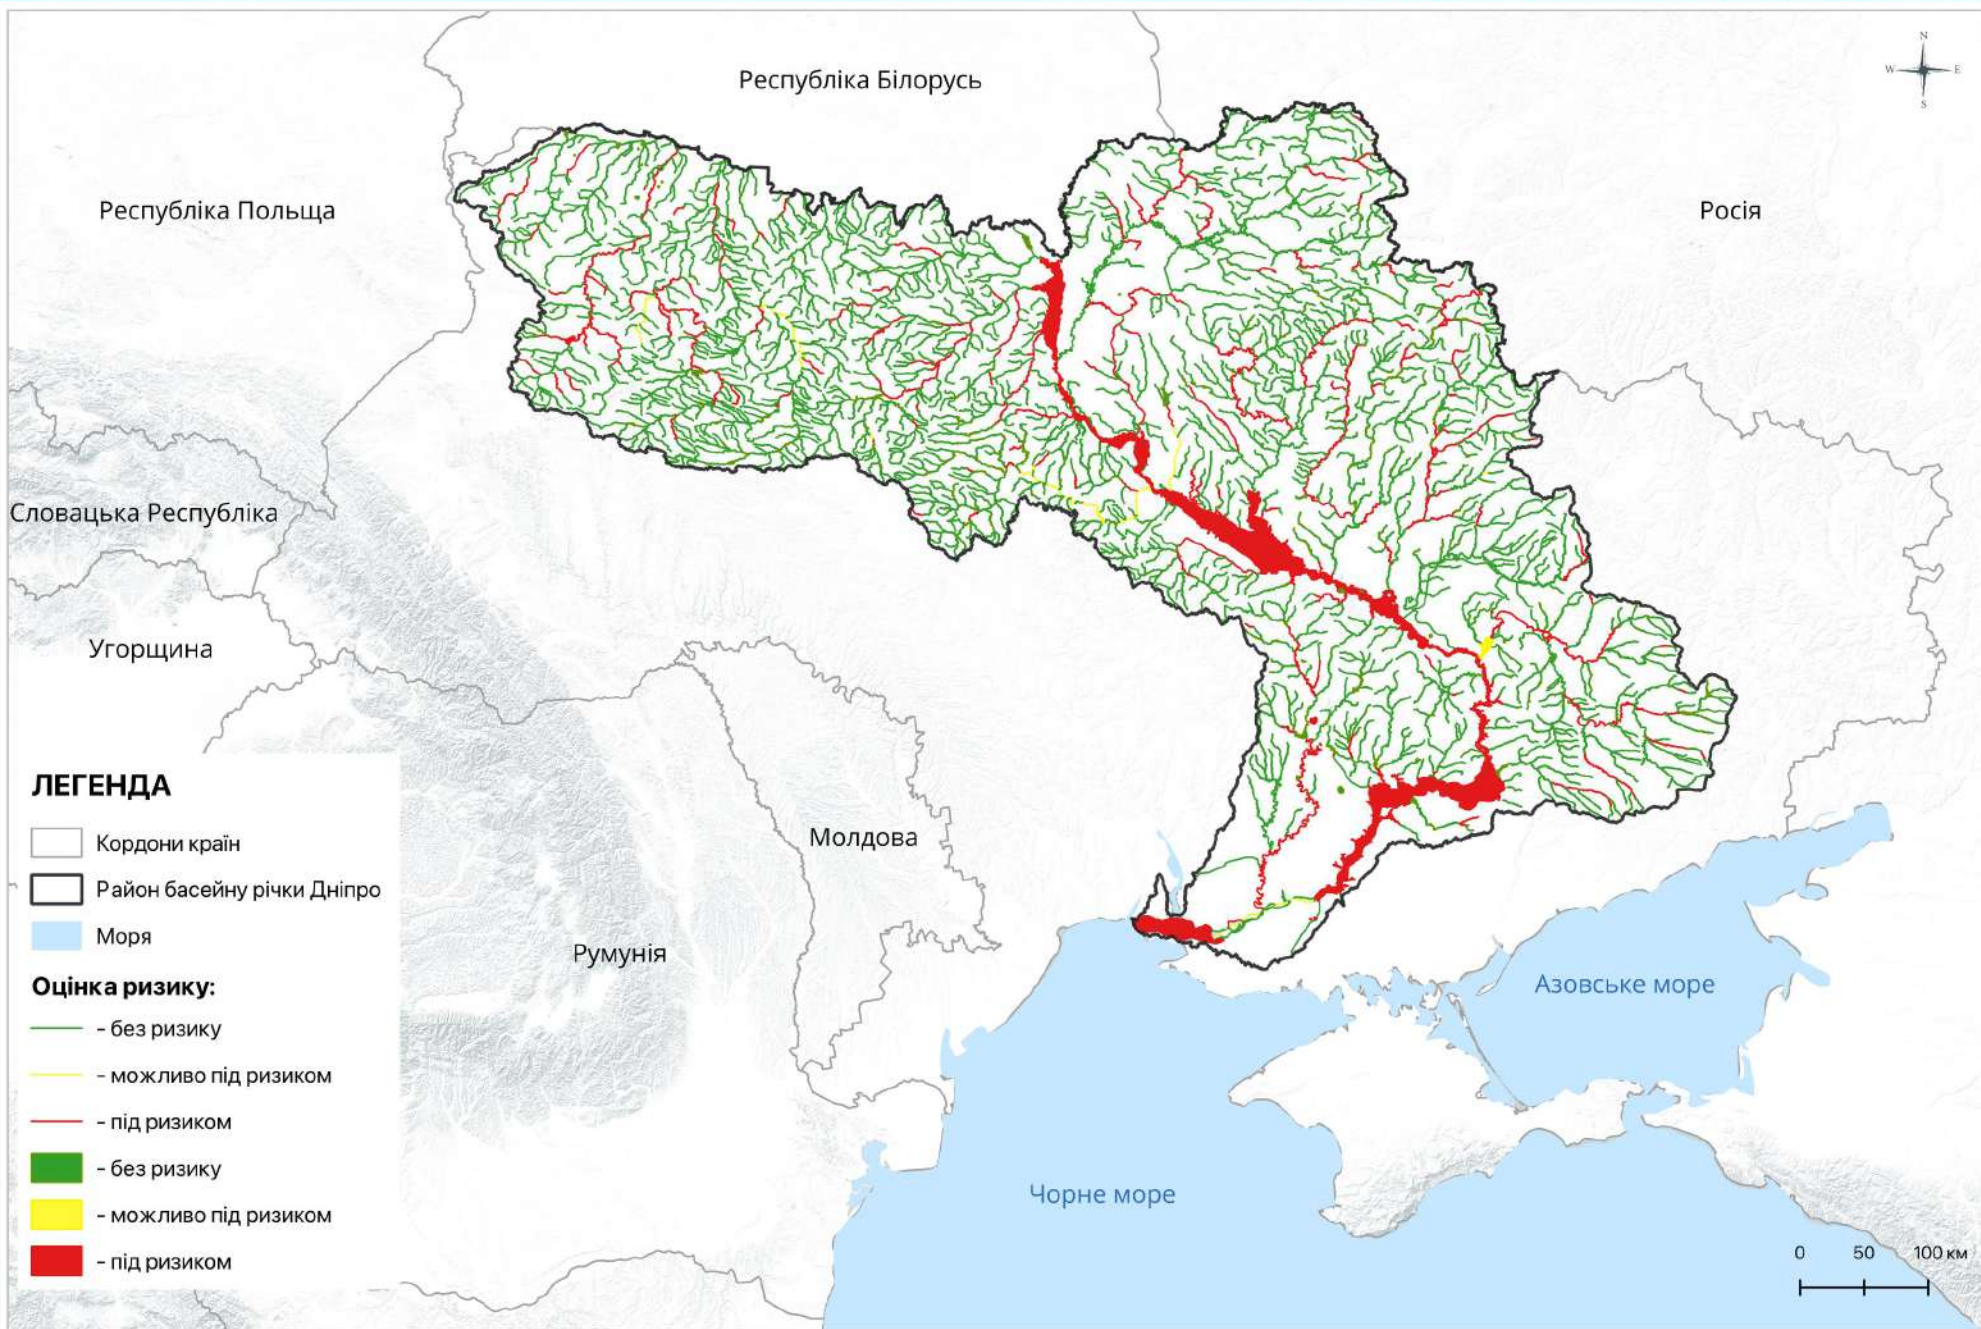 Республіка Білорусь
N
W E
S
Республіка Польща
Росія
Словацька Республіка
Угорщина
ЛЕГЕНДА
Кордони країн
Район басейну річки Дніпро
Моря
Оцінка ризику:
- без ризику
- можливо під ризиком
- під ризиком
- без ризику
- можливо під ризиком
- під ризиком
Молдова
Румунія
Азовське море
Чорне море
0 50 100 км